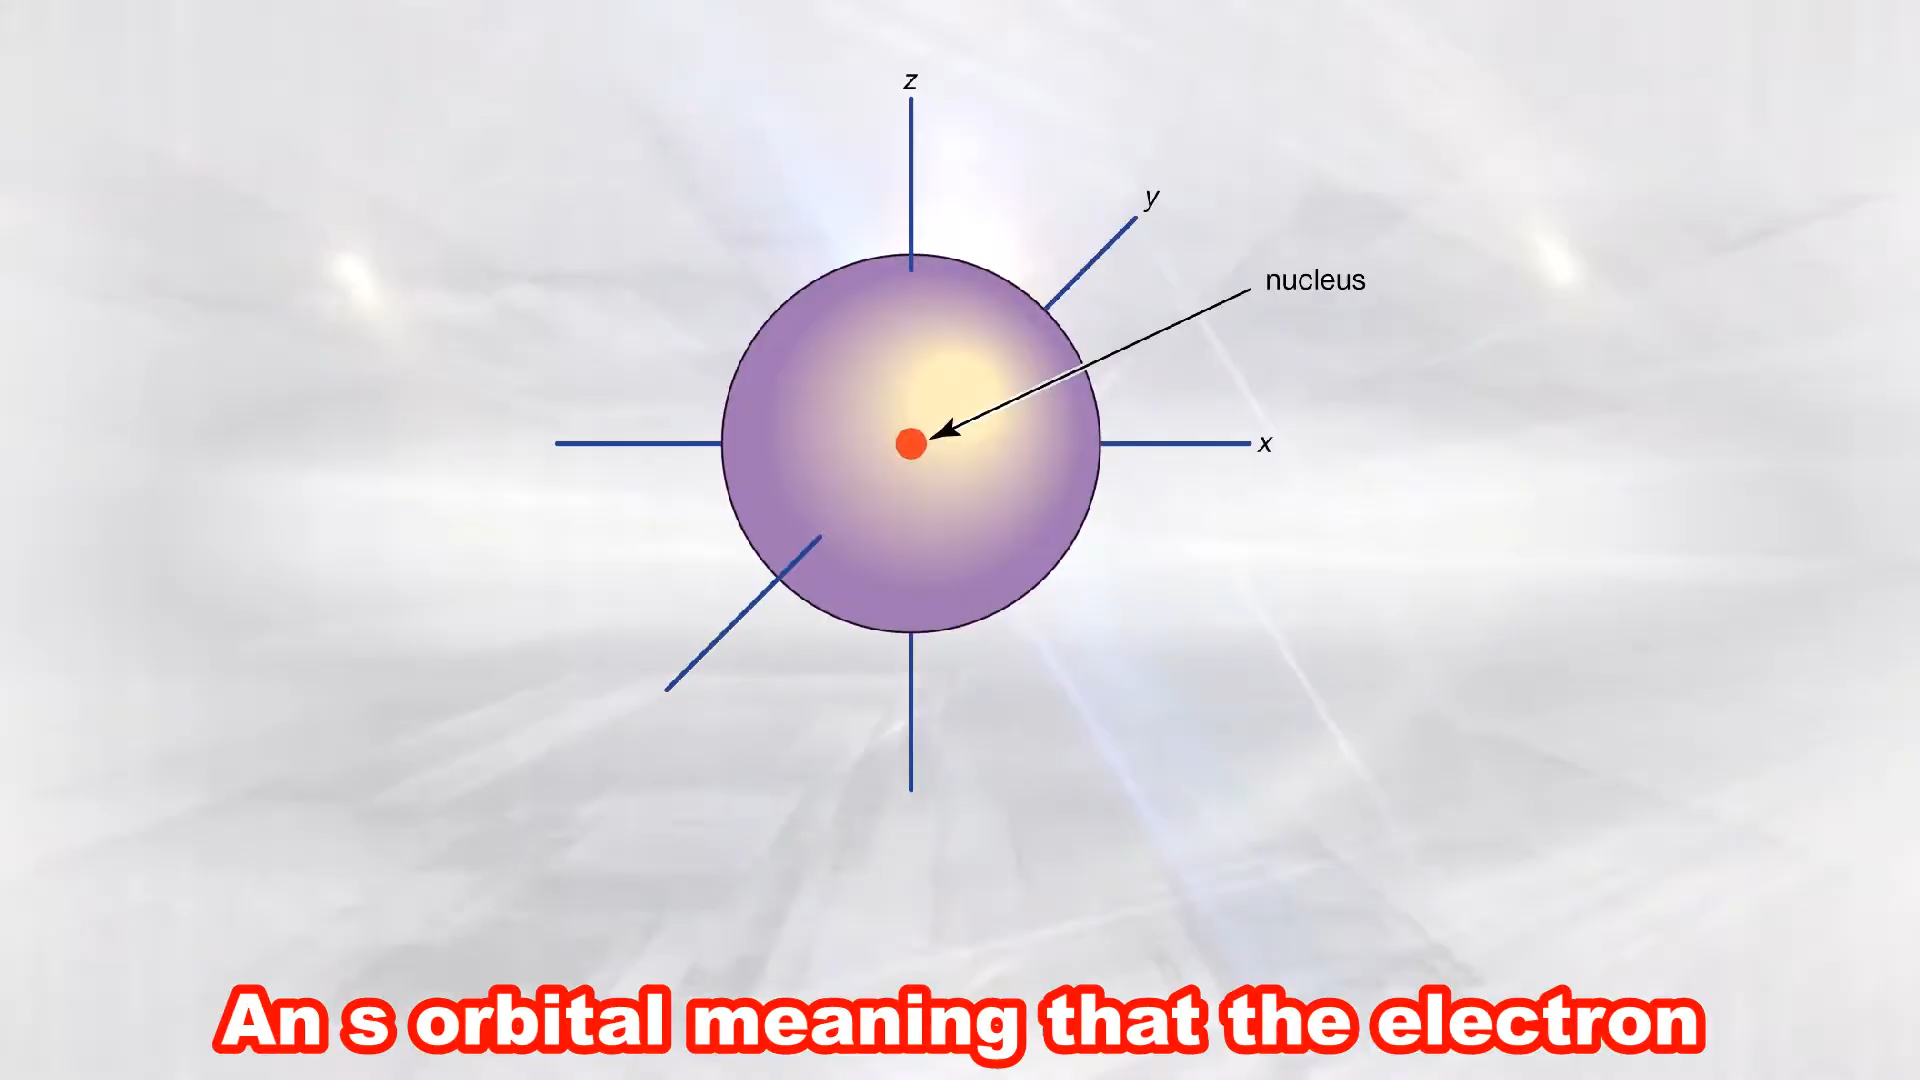 z
y
nucleus
x
An s orbital meaning that the electron